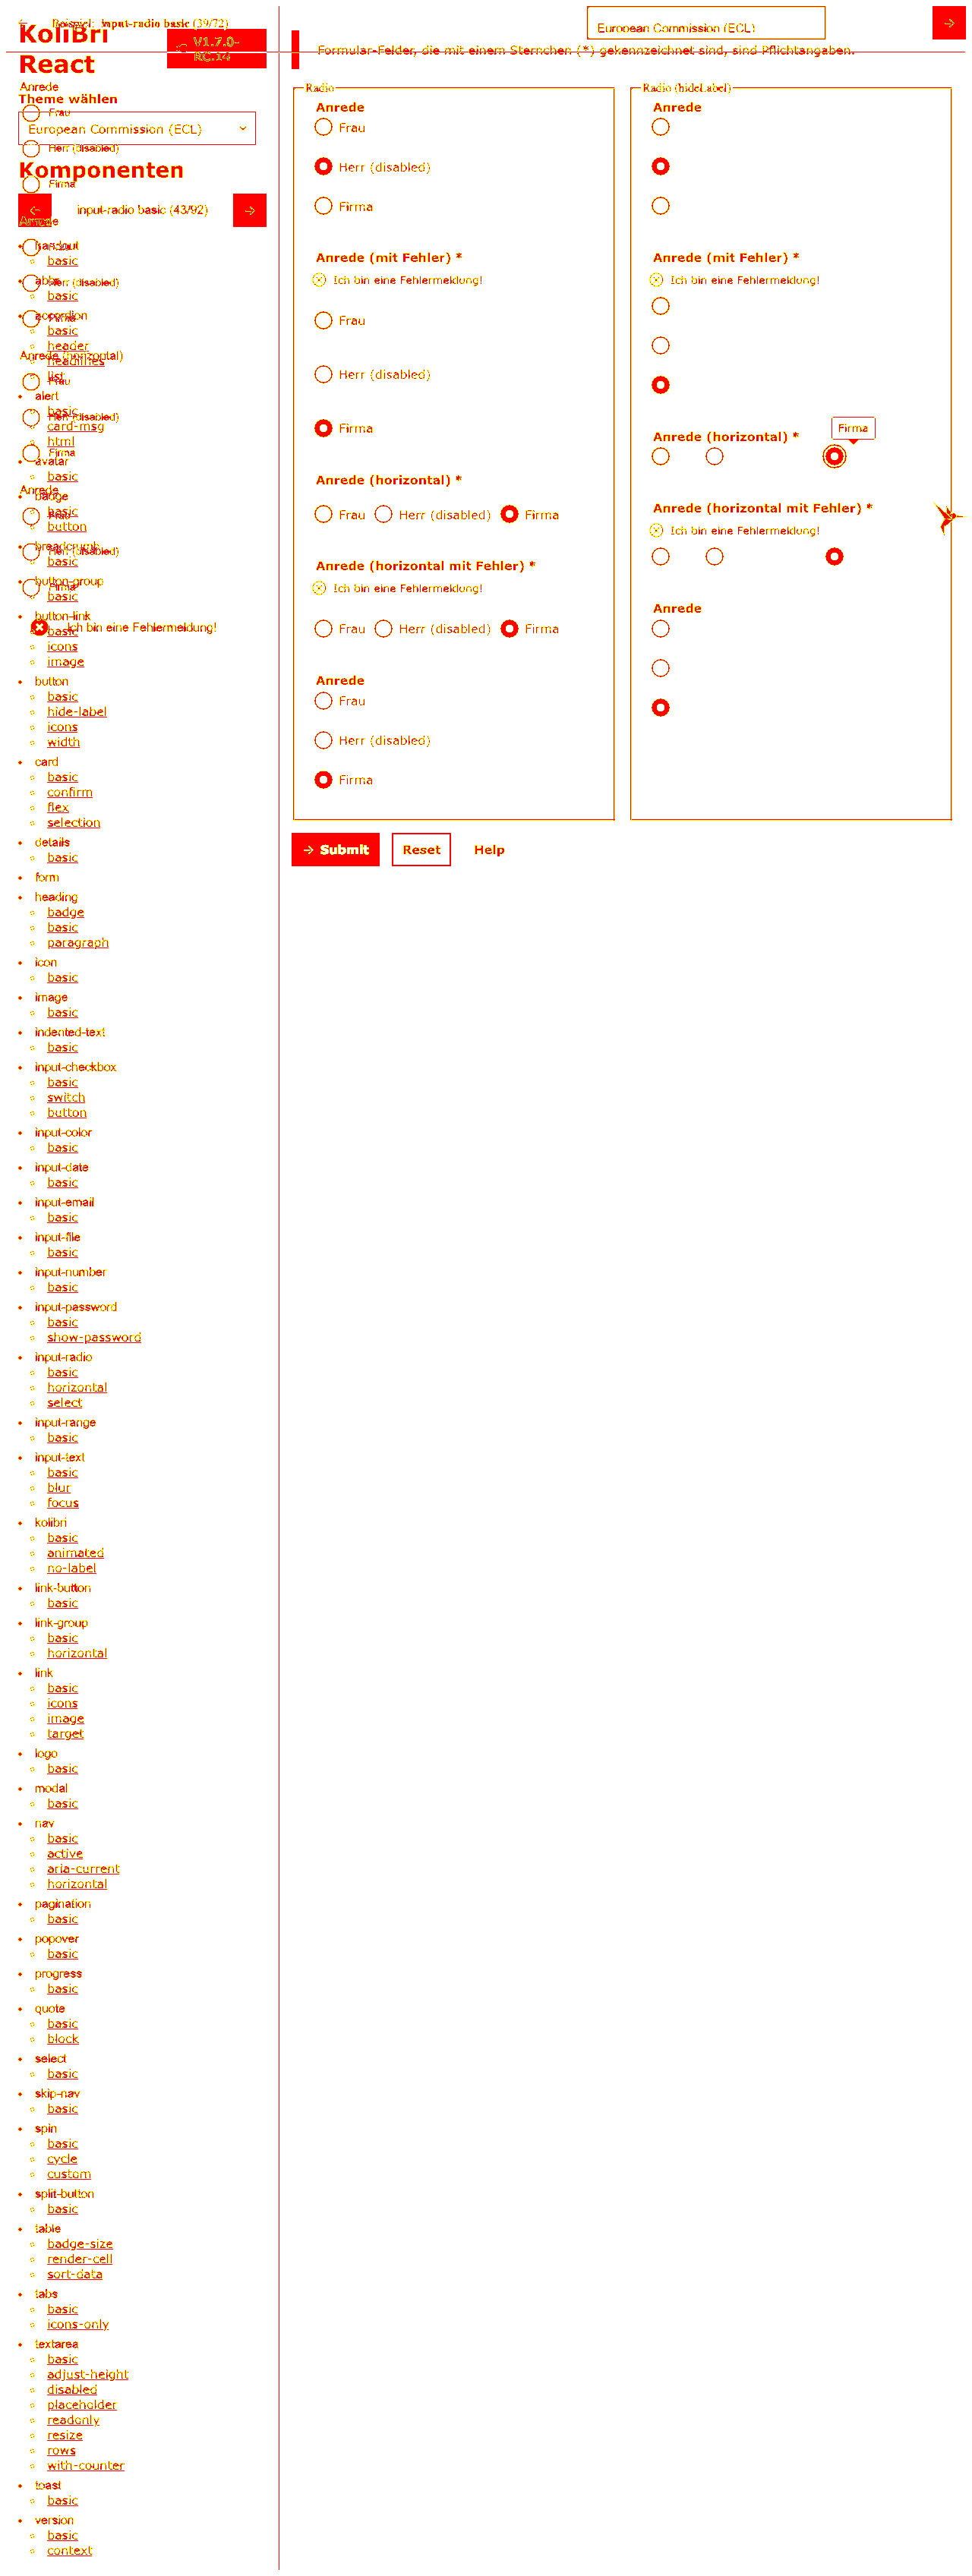 Beispiel: input-radio basic (39/72)
European Commission (ECL)
KoliBri
React
V1.7.0-
RC.14
Formular-Felder, die mit einem Sternchen (*) gekennzeichnet sind, sind Pflichtangaben.
Anrede
Theme wählen
Frau
European Commission (ECL)
Herr (disabled)
Komponenten
Firma
input-radio basic (43/92)
Anrede
handout
basic
Herr (disabled)
abbr
basic
Firma
accordion
basic
header
Anrede (horizontal)
headlines
list
Frau
alert
basic
Herr (disabled)
card-msg
html
Firma
avatar
basic
Anrede
badge
basic
Frau
button
breadcrumb
Herr (disabled)
basic
button-group
Firma
basic
button-link
Ich bin eine Fehlermeldung!
basic
icons
image
button
basic
hide-label
icons
width
card
basic
confirm
flex
selection
details
basic
form
heading
badge
basic
paragraph
icon
basic
image
basic
indented-text
basic
input-checkbox
basic
switch
button
input-color
basic
input-date
basic
input-email
basic
input-file
basic
input-number
basic
input-password
basic
show-password
input-radio
basic
horizontal
select
input-range
basic
input-text
basic
blur
focus
kolibri
basic
animated
no-label
link-button
basic
link-group
basic
horizontal
link
basic
icons
image
target
logo
basic
modal
basic
nav
basic
active
aria-current
horizontal
pagination
basic
popover
basic
progress
basic
quote
basic
block
select
basic
skip-nav
basic
spin
basic
cycle
custom
split-button
basic
table
badge-size
render-cell
sort-data
tabs
basic
icons-only
textarea
basic
adjust-height
disabled
placeholder
readonly
resize
rows
with-counter
toast
basic
version
basic
context
Radio
Anrede
Frau
Herr (disabled)
Firma
Anrede (mit Fehler) *
Ich bin eine Fehlermeldung!
Frau
Herr (disabled)
Firma
Anrede (horizontal) *
Frau Herr (disabled) Firma
Anrede (horizontal mit Fehler) *
Ich bin eine Fehlermeldung!
Frau Herr (disabled) Firma
Anrede
Frau
Herr (disabled)
Firma
Radio (hideLabel)
Anrede
Anrede (mit Fehler) *
Ich bin eine Fehlermeldung!
Anrede (horizontal) *
Firma
Anrede (horizontal mit Fehler) *
Ich bin eine Fehlermeldung!
Anrede
Submit Reset Help